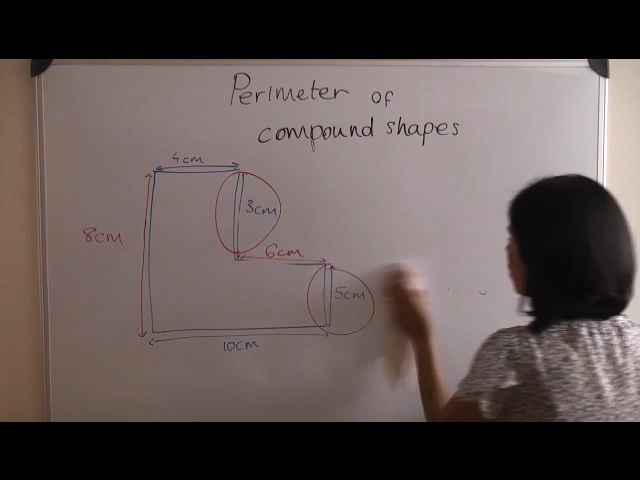 Perimeter of
compound shapes
4cm
3cm
8cm
6cm
5cm
10cm